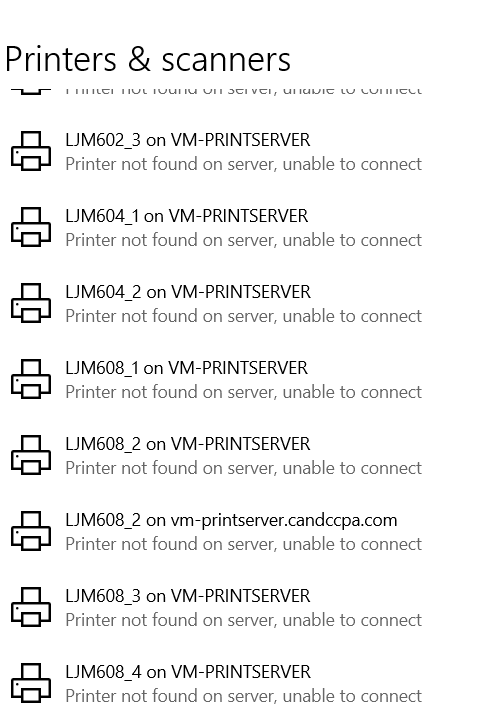 Printers & scanners
Printer not found on server, unable to connect
LJM602_3 on VM-PRINTSERVER
Printer not found on server, unable to connect
LJM604_1 on VM-PRINTSERVER
Printer not found on server, unable to connect
LJM604_2 on VM-PRINTSERVER
Printer not found on server, unable to connect
LJM608_1 on VM-PRINTSERVER
Printer not found on server, unable to connect
LJM608_2 on VM-PRINTSERVER
Printer not found on server, unable to connect
LJM608_2 on vm-printserver.candccpa.com
Printer not found on server, unable to connect
LJM608_3 on VM-PRINTSERVER
Printer not found on server, unable to connect
LJM608_4 on VM-PRINTSERVER
Printer not found on server, unable to connect